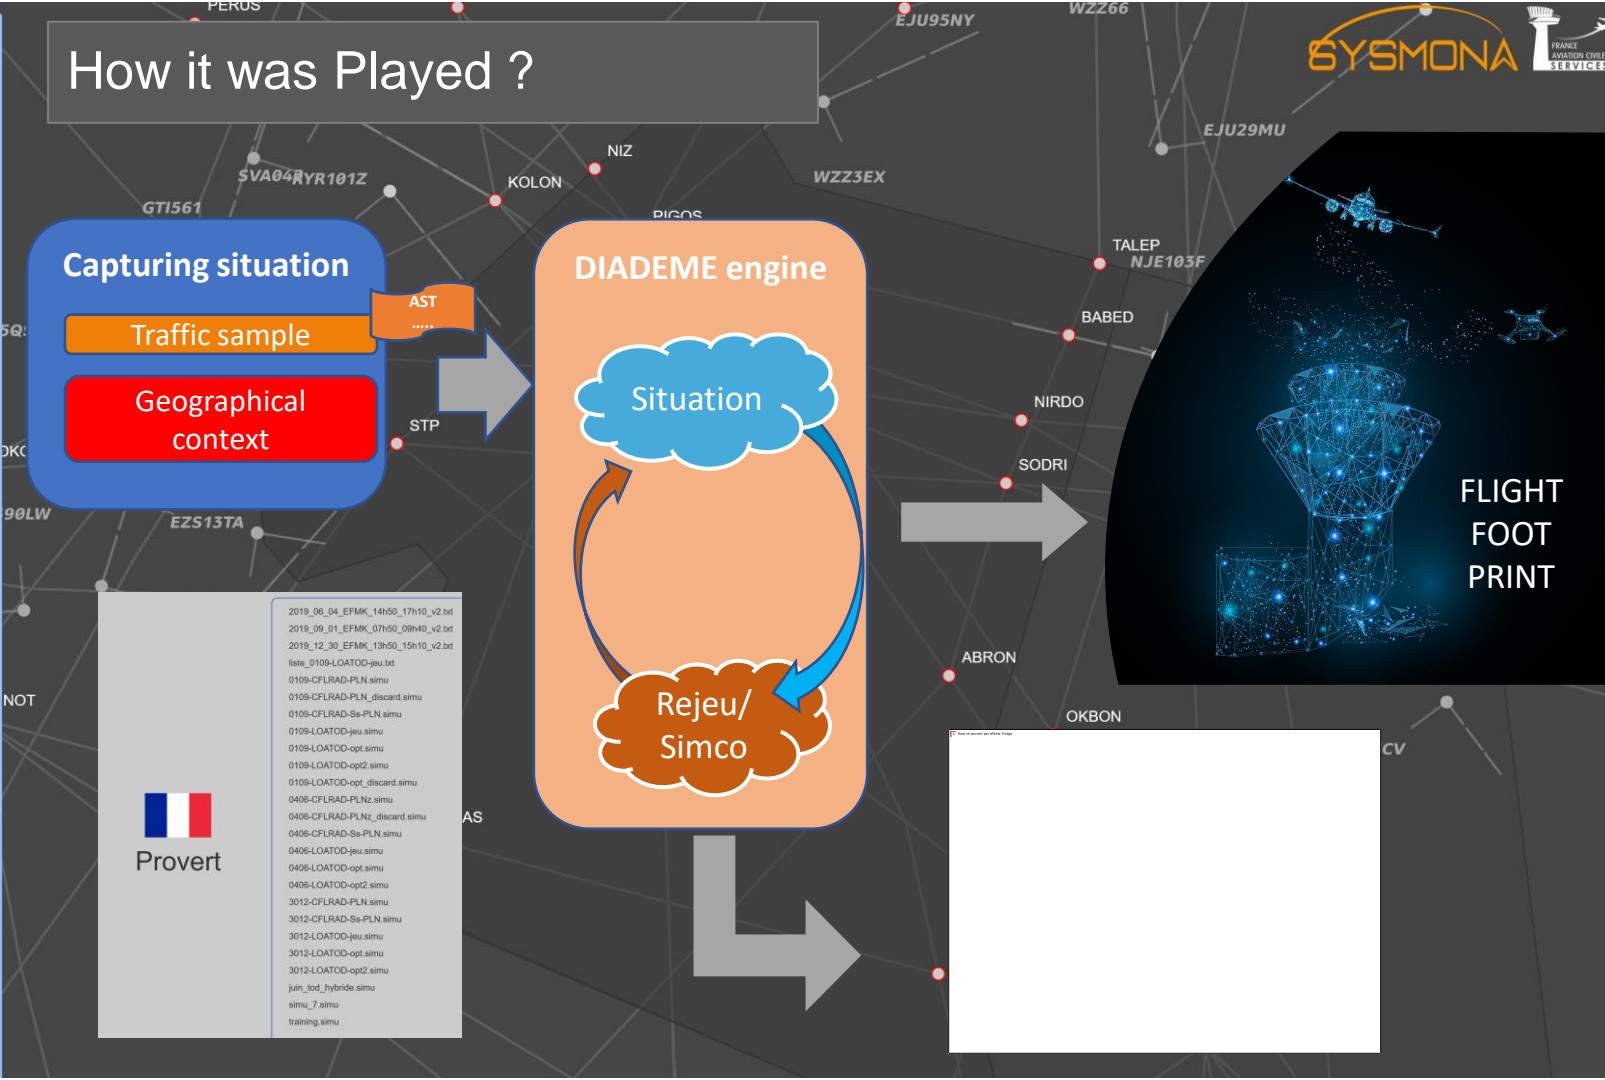 PERUS
EJU95NY
WZZ66
How it was Played ?
SYSMONA
FRANCE
AVIATION CIVILE
SERVICES
EJU29MU
NIZ
SVA04
RYR101Z
KOLON
WZZ3EX
GTI561
PIGOS
TALEP
NJE103F
Capturing situation
DIADEME engine
AST
.....
Traffic sample
BABED
Situation
Geographical
context
NIRDO
STP
SODRI
FLIGHT
FOOT
PRINT
90LW
EZS13TA
2019_06_04_EFMK_14h50_17h10_v2.txt
2019_09_01_EFMK_07h50_09h40_v2.txt
2019_12_30_EFMK_13h50_15h10_v2.txt
liste_0109-LOATOD-jeu.txt
0109-CFLRAD-PLN.simu
0109-CFLRAD-PLN_discard.simu
0109-CFLRAD-Ss-PLN.simu
0109-LOATOD-jeu.simu
0109-LOATOD-opt.simu
0109-LOATOD-opt2.simu
0109-LOATOD-opt_discard.simu
0406-CFLRAD-PLNz.simu
0406-CFLRAD-PLNz_discard.simu
0406-CFLRAD-Ss-PLN.simu
0406-LOATOD-jeu.simu
0406-LOATOD-opt.simu
0406-LOATOD-opt2.simu
3012-CFLRAD-PLN.simu
3012-CFLRAD-Ss-PLN.simu
3012-LOATOD-jeu.simu
3012-LOATOD-opt.simu
3012-LOATOD-opt2.simu
juin_tod_hybride.simu
simu_7.simu
training.simu
Provert
ABRON
NOT
Rejeu/
Simco
OKBON
CV
AS